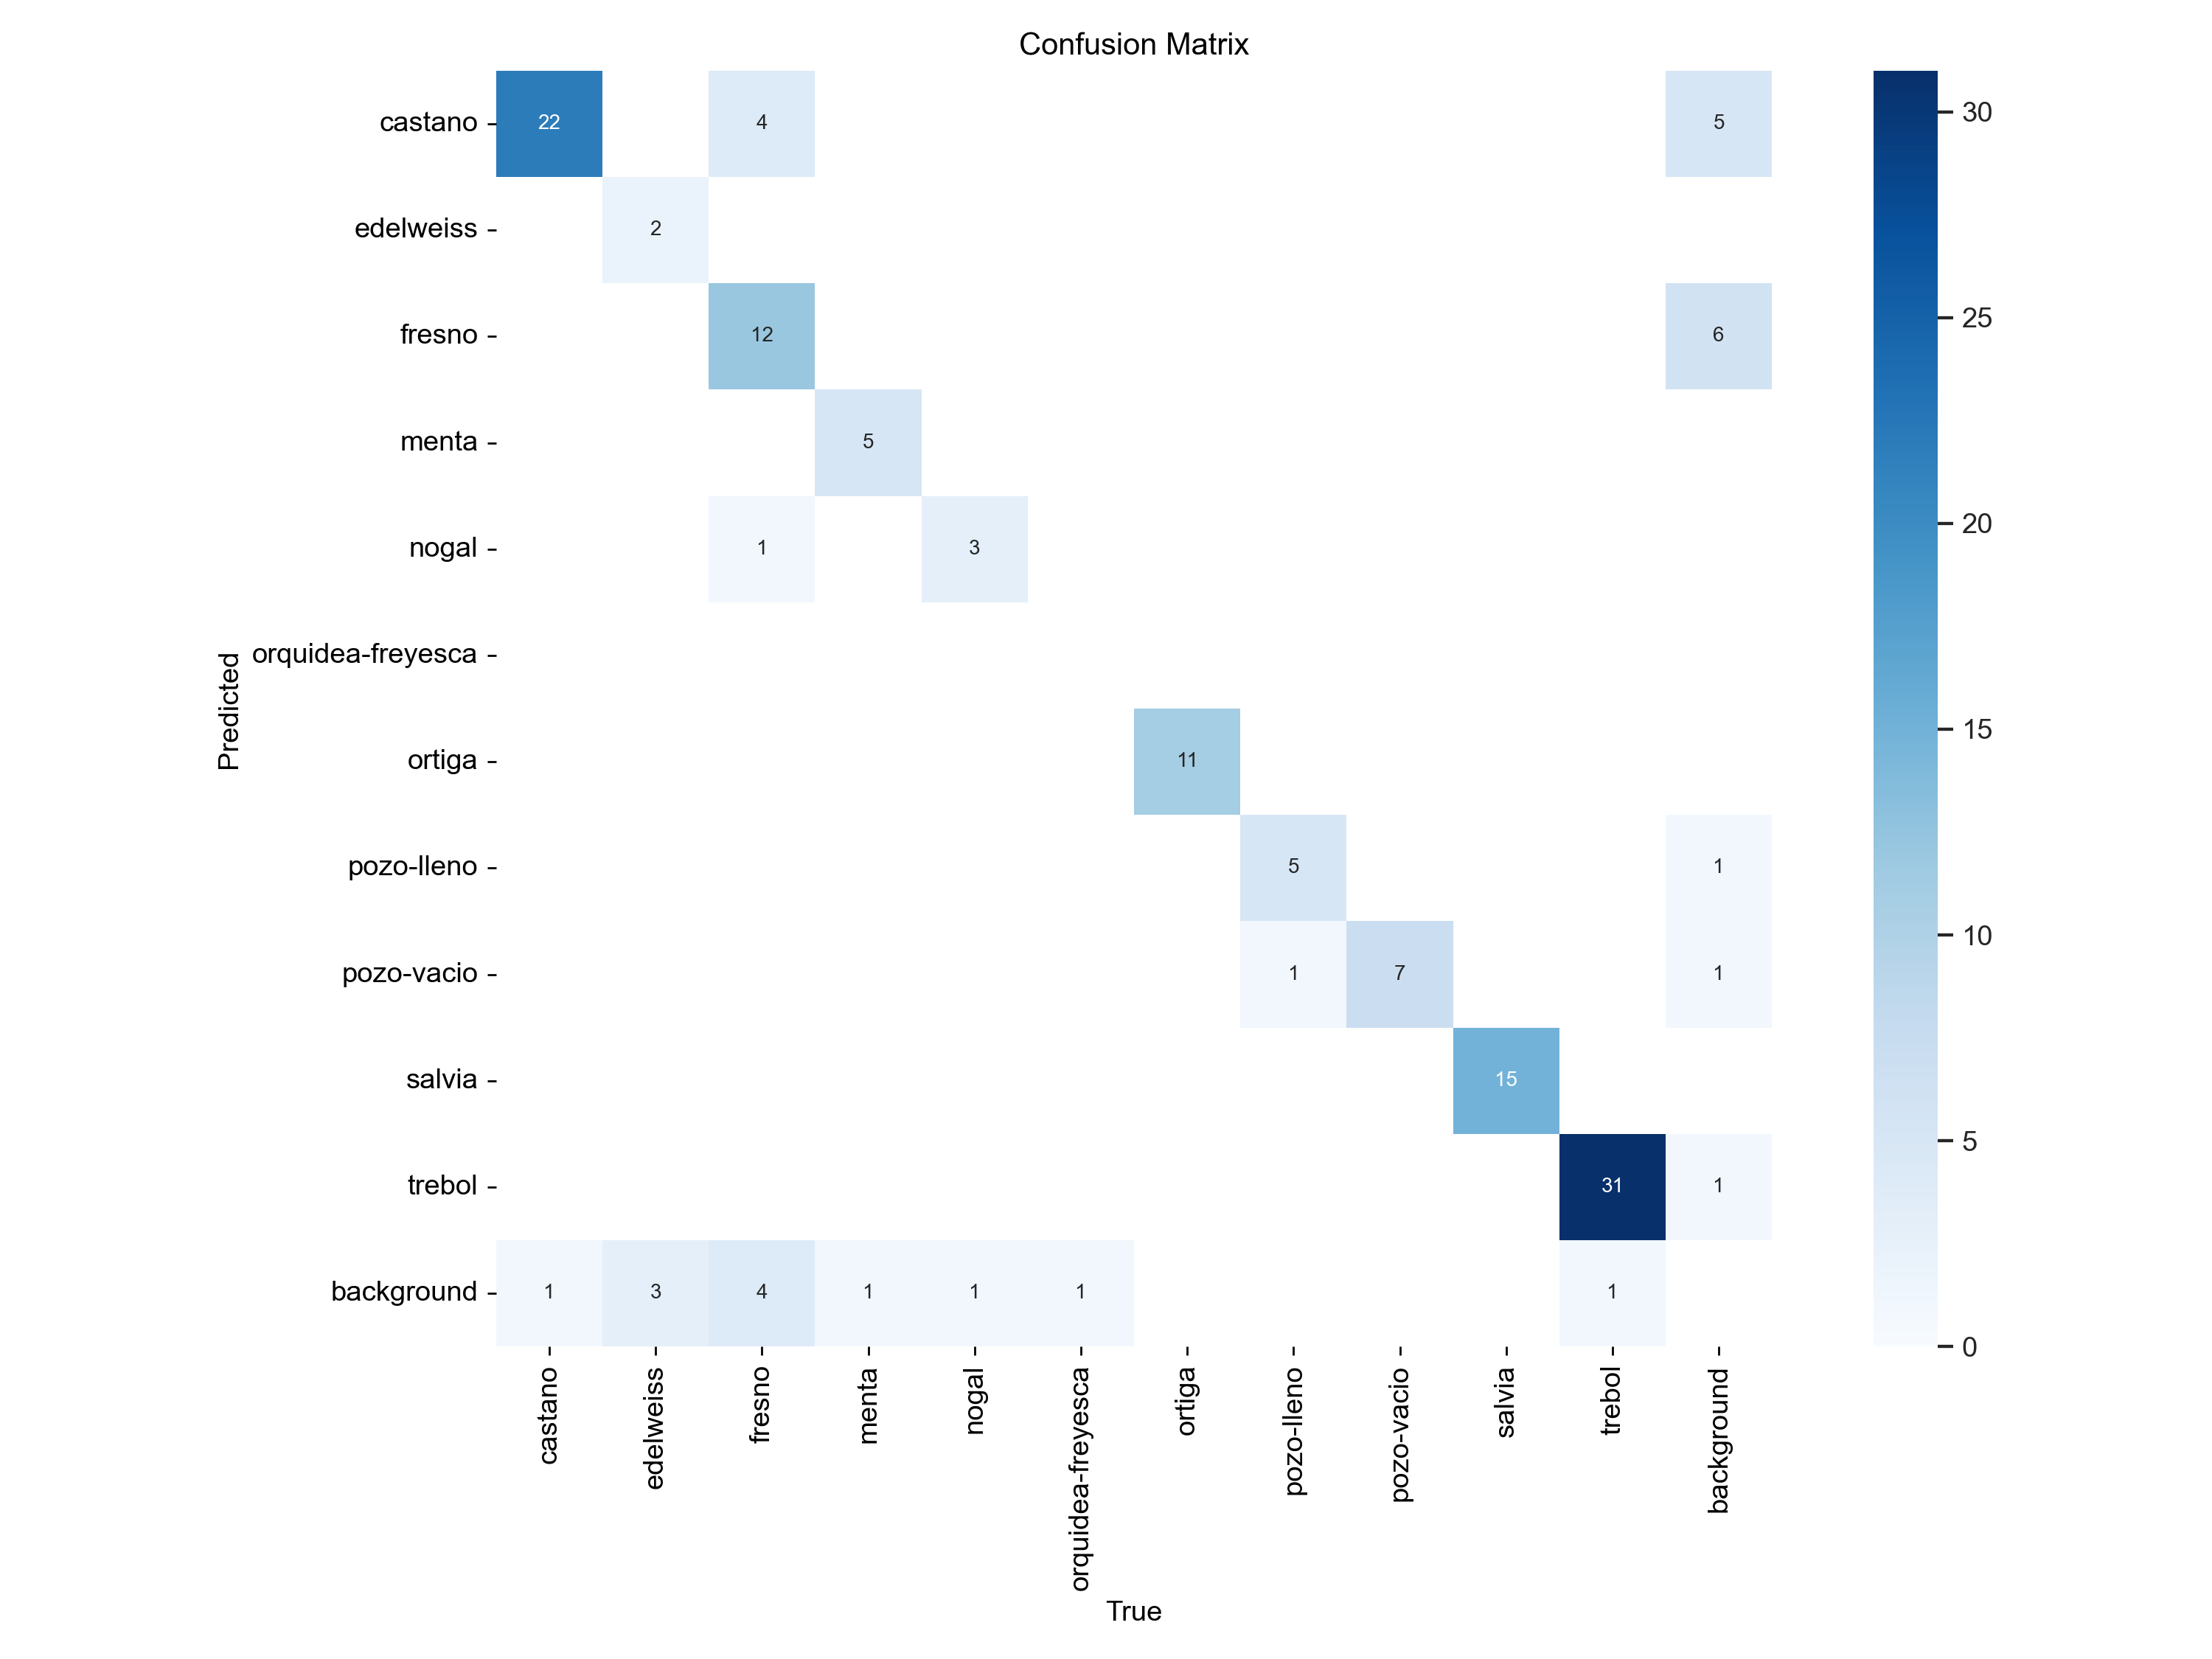 Confusion Matrix
castano 22 4 5
edelweiss 2
fresno 12 6
menta 5
nogal 1 3
orquidea-freyesca
ortiga 11
pozo-lleno 5 1
pozo-vacio 1 7 1
salvia 15
trebol 31 1
background 1 3 4 1 1 1 1
Predicted
castano
edelweiss
fresno
menta
nogal
orquidea-freyesca
ortiga
pozo-lleno
pozo-vacio
salvia
trebol
background
True
30
25
20
15
10
5
0